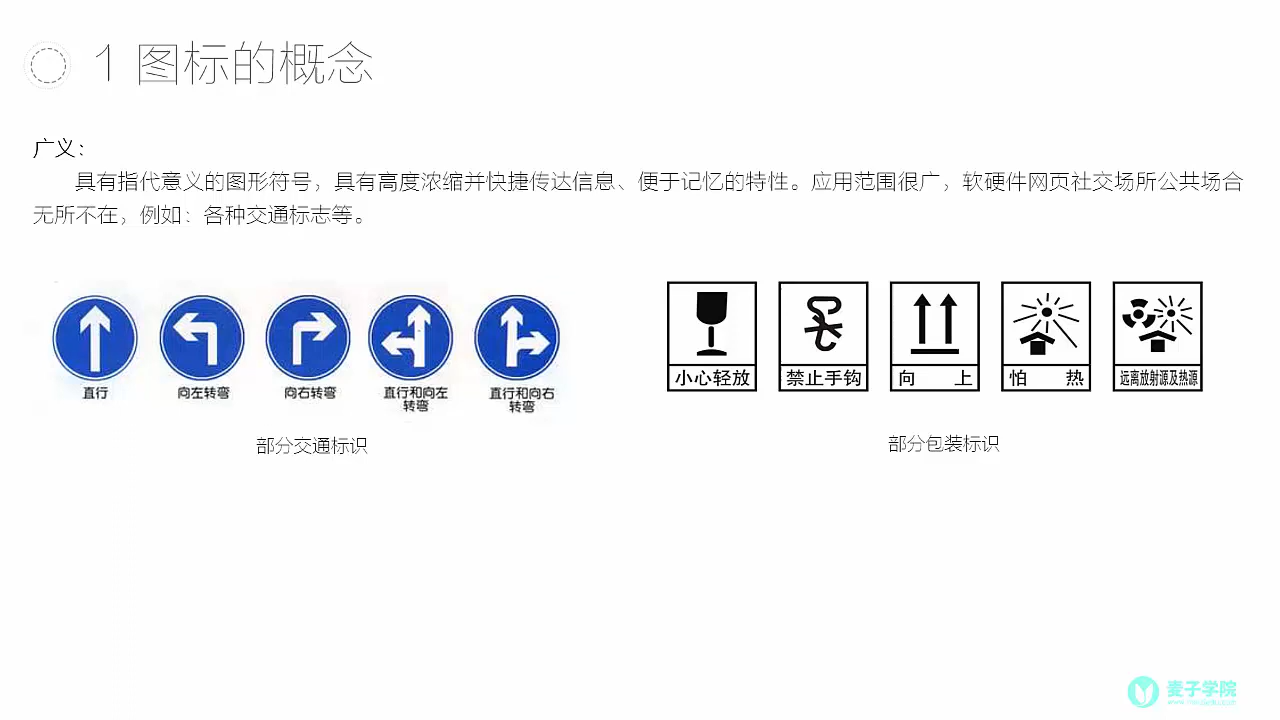 1 图标的概念
广义：
具有指代意义的图形符号，具有高度浓缩并快捷传达信息、便于记忆的特性。应用范围很广，软硬件网页社交场所公共场合
无所不在，例如：各种交通标志等。
直行 向左转弯 向右转弯 直行和向左 直行和向右
转弯 转弯
小心轻放 禁止手钩 向 上 怕 热 远离放射源及热源
部分交通标识 部分包装标识
麦子学院